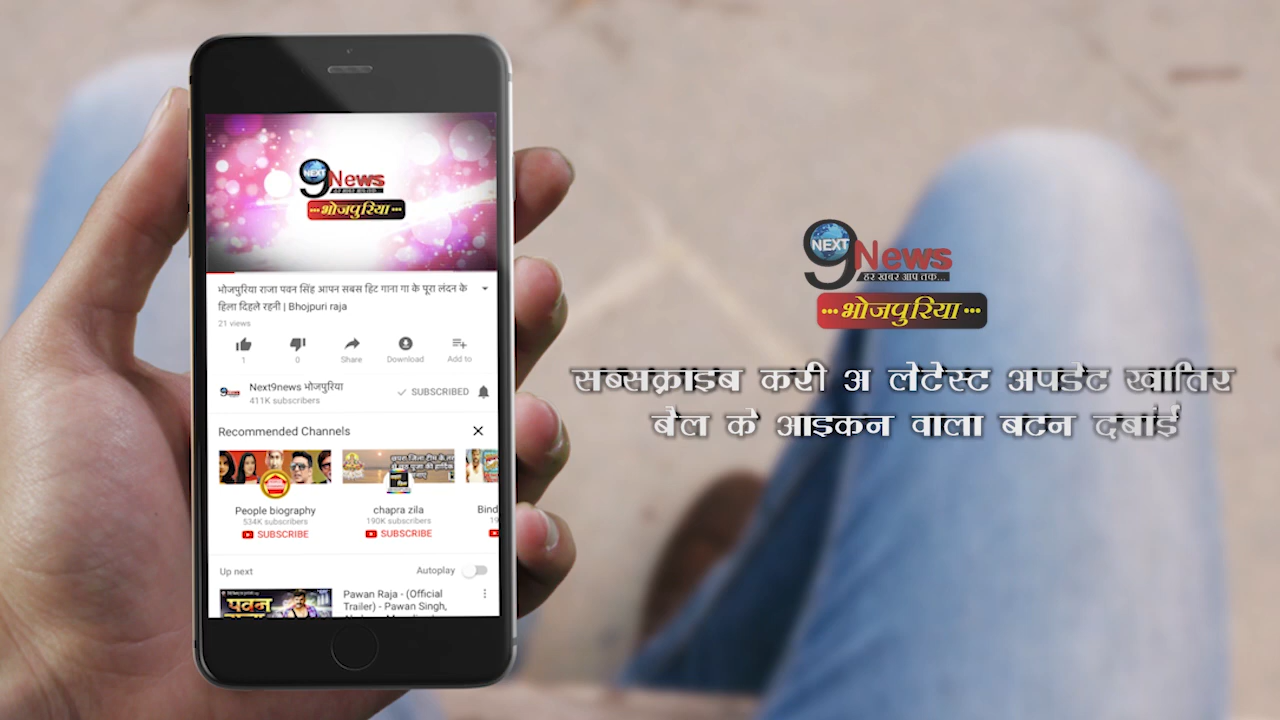 NEXT
9News
हर खबर आप तक...
...भोजपुरिया...
भोजपुरिया राजा पवन सिंह आपन सबस हिट गाना गा के पूरा लंदन के
हिला दिहले रहनी | Bhojpuri raja
21 views
1
0
Share
Download
Add to
Next9news भोजपुरिया
411K subscribers
SUBSCRIBED
Recommended Channels
People biography
534K subscribers
SUBSCRIBE
chapra zila
190K subscribers
SUBSCRIBE
Bind
19
Up next
Autoplay
पवन
Pawan Raja - (Official
Trailer) - Pawan Singh,
NEXT
9News
हर खबर आप तक...
...भोजपुरिया...
सब्सक्राइब करी अ लेटेस्ट अपडेट खातिर
बेल के आइकन वाला बटन दबाईं